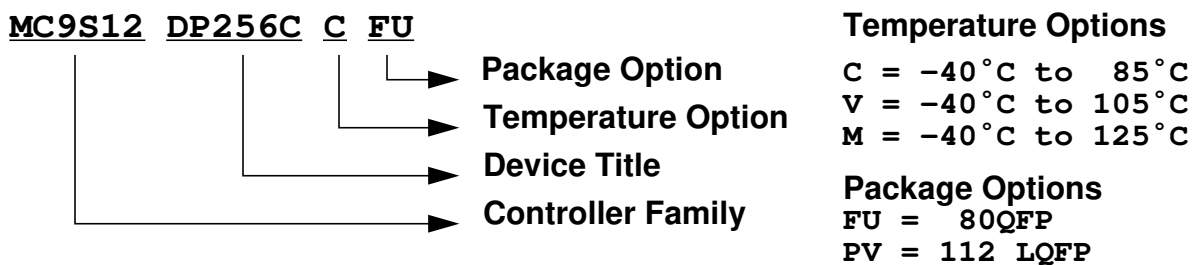 MC9S12 DP256C C FU
Package Option
Temperature Option
Device Title
Controller Family
Temperature Options
C = −40˚C to 85˚C
V = −40˚C to 105˚C
M = −40˚C to 125˚C
Package Options
FU = 80QFP
PV = 112 LQFP